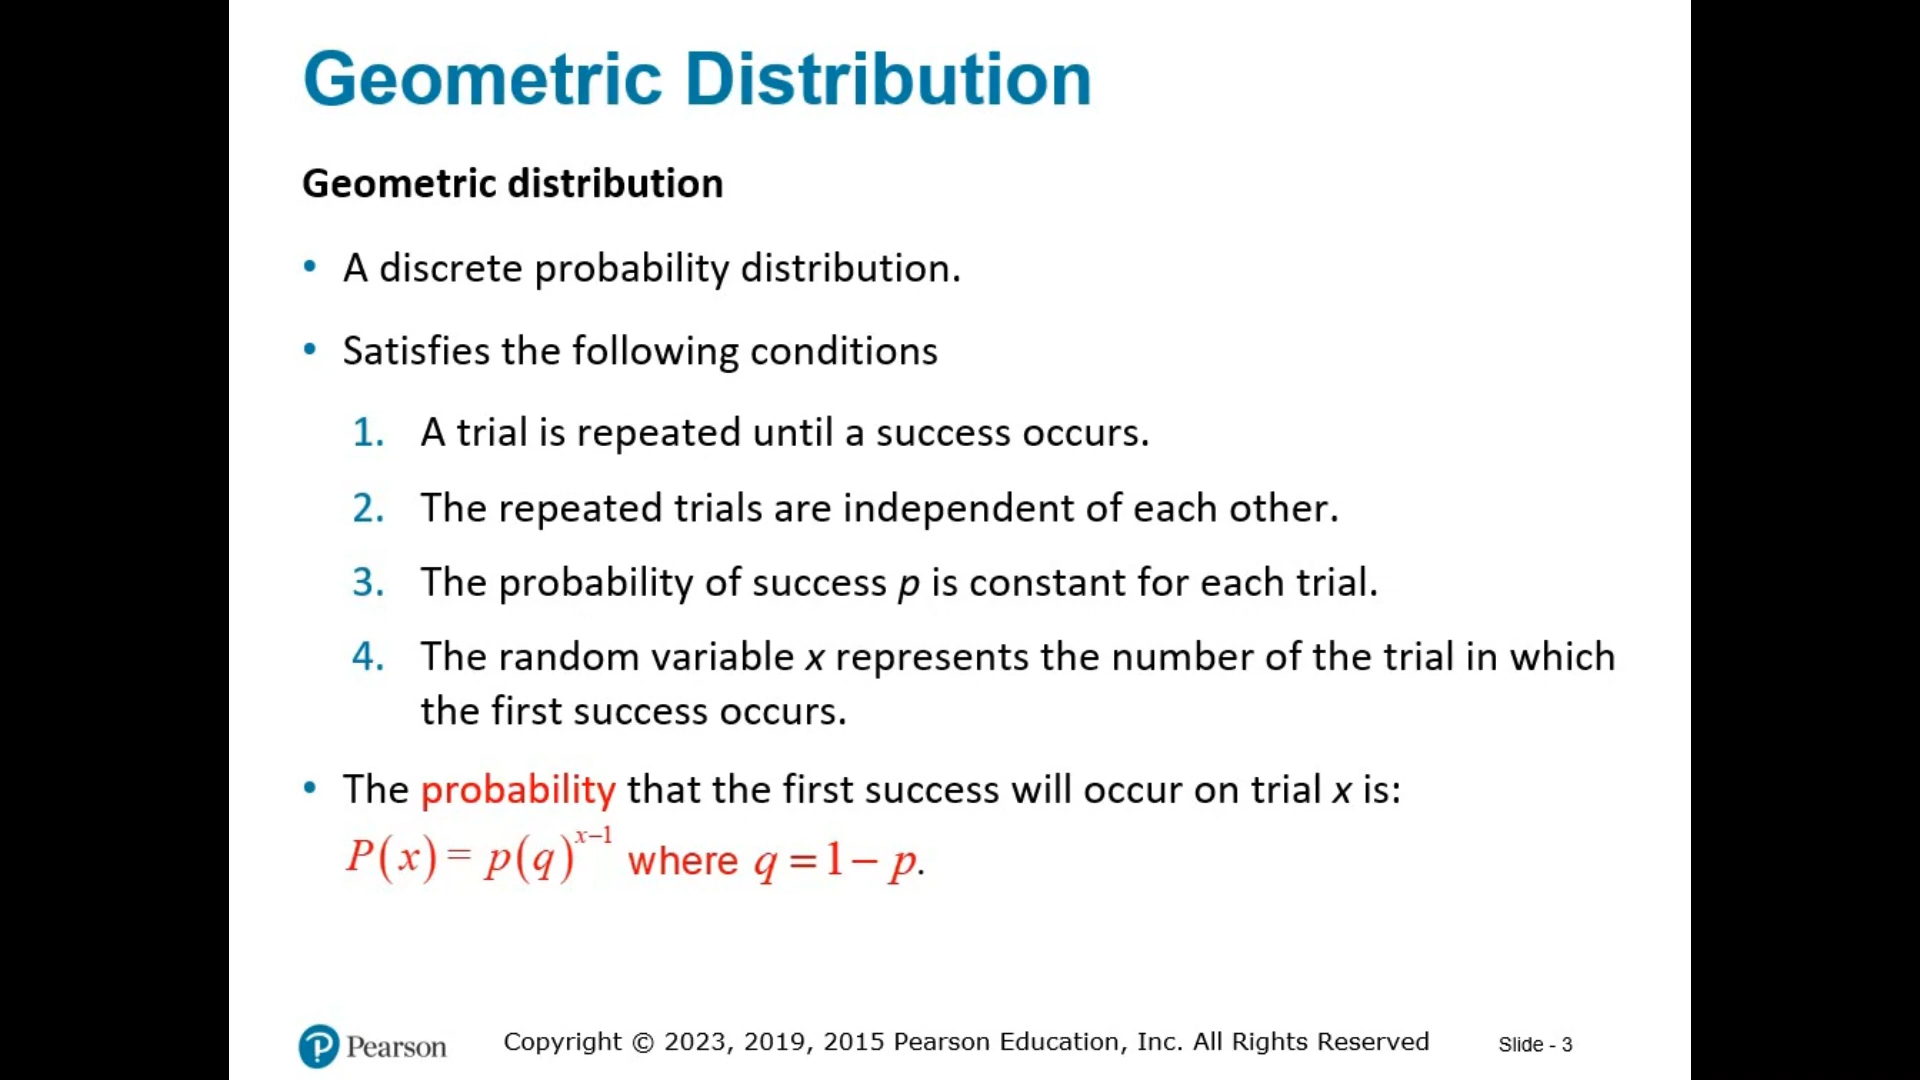 Geometric Distribution
Geometric distribution
• A discrete probability distribution.
• Satisfies the following conditions
1. A trial is repeated until a success occurs.
2. The repeated trials are independent of each other.
3. The probability of success p is constant for each trial.
4. The random variable x represents the number of the trial in which
the first success occurs.
• The probability that the first success will occur on trial x is:
P(x) = p(q)^{x–1} where q = 1 – p.
P Pearson Copyright © 2023, 2019, 2015 Pearson Education, Inc. All Rights Reserved Slide - 3